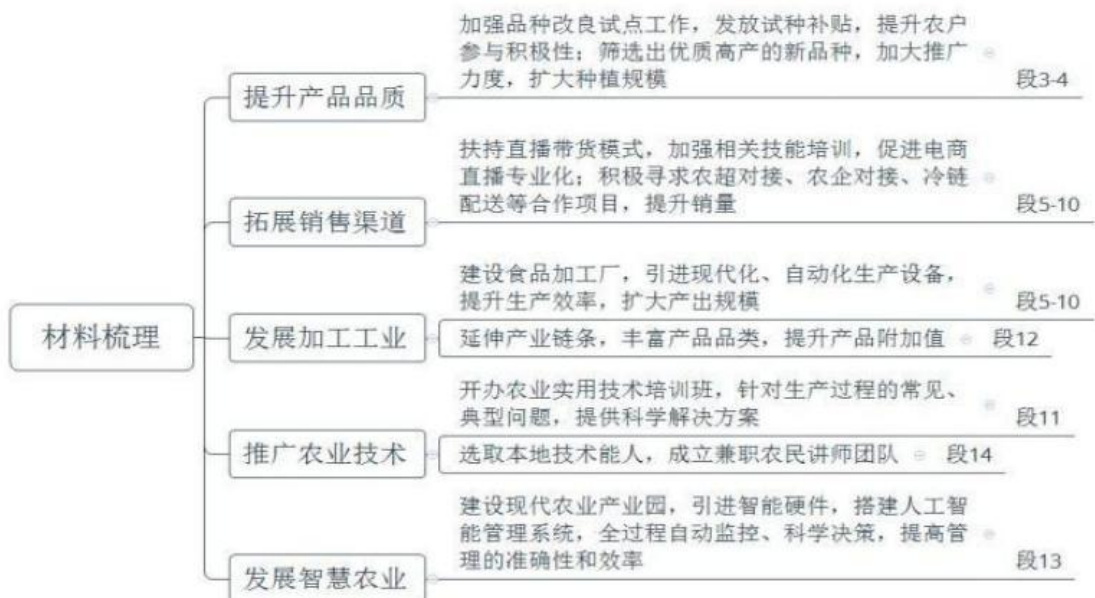 加强品种改良试点工作，发放试种补贴，提升农户
参与积极性；筛选出优质高产的新品种，加大推广
力度，扩大种植规模
段3-4
提升产品品质
扶持直播带货模式，加强相关技能培训，促进电商
直播专业化；积极寻求农超对接、农企对接、冷链
配送等合作项目，提升销量
段5-10
拓展销售渠道
建设食品加工厂，引进现代化、自动化生产设备，
提升生产效率，扩大产出规模
段5-10
材料梳理
发展加工工业
延伸产业链条，丰富产品品类，提升产品附加值
段12
开办农业实用技术培训班，针对生产过程的常见、
典型问题，提供科学解决方案
段11
推广农业技术
选取本地技术能人，成立兼职农民讲师团队
段14
建设现代农业产业园，引进智能硬件，搭建人工智
能管理系统，全过程自动监控、科学决策，提高管
理的准确性和效率
段13
发展智慧农业